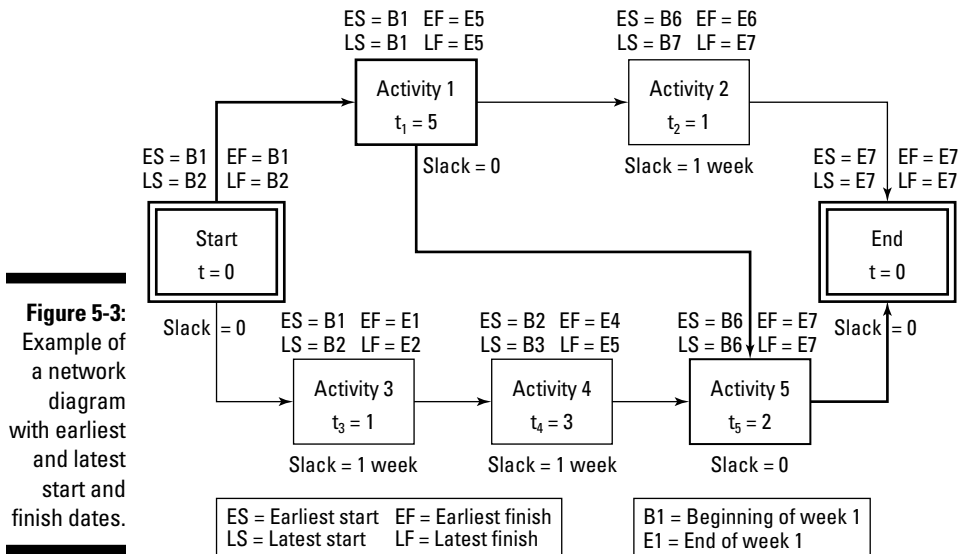 ES = B1 EF = E5
LS = B1 LF = E5
Activity 1
t1 = 5
Slack = 0
ES = B6 EF = E6
LS = B7 LF = E7
Activity 2
t2 = 1
Slack = 1 week
ES = B1 EF = B1
LS = B2 LF = B2
Start
t = 0
Slack = 0
ES = E7 EF = E7
LS = E7 LF = E7
End
t = 0
Slack = 0
ES = B1 EF = E1
LS = B2 LF = E2
Activity 3
t3 = 1
Slack = 1 week
ES = B2 EF = E4
LS = B3 LF = E5
Activity 4
t4 = 3
Slack = 1 week
ES = B6 EF = E7
LS = B6 LF = E7
Activity 5
t5 = 2
Slack = 0
Figure 5-3:
Example of
a network
diagram
with earliest
and latest
start and
finish dates.
ES = Earliest start EF = Earliest finish
LS = Latest start LF = Latest finish
B1 = Beginning of week 1
E1 = End of week 1